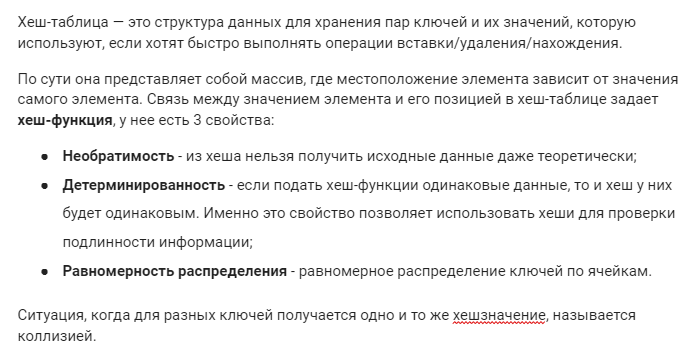 Хеш-таблица — это структура данных для хранения пар ключей и их значений, которую
используют, если хотят быстро выполнять операции вставки/удаления/нахождения.
По сути она представляет собой массив, где местоположение элемента зависит от значения
самого элемента. Связь между значением элемента и его позицией в хеш-таблице задает
хеш-функция, у нее есть 3 свойства:
● Необратимость - из хеша нельзя получить исходные данные даже теоретически;
● Детерминированность - если подать хеш-функции одинаковые данные, то и хеш у них
будет одинаковым. Именно это свойство позволяет использовать хеши для проверки
подлинности информации;
● Равномерность распределения - равномерное распределение ключей по ячейкам.
Ситуация, когда для разных ключей получается одно и то же хешзначение, называется
коллизией.